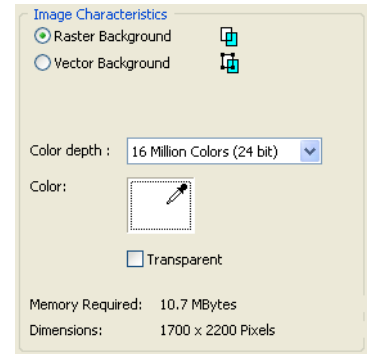 Image Characteristics
Raster Background
Vector Background
Color depth : 16 Million Colors (24 bit)
Color:
Transparent
Memory Required: 10.7 MBytes
Dimensions: 1700 x 2200 Pixels